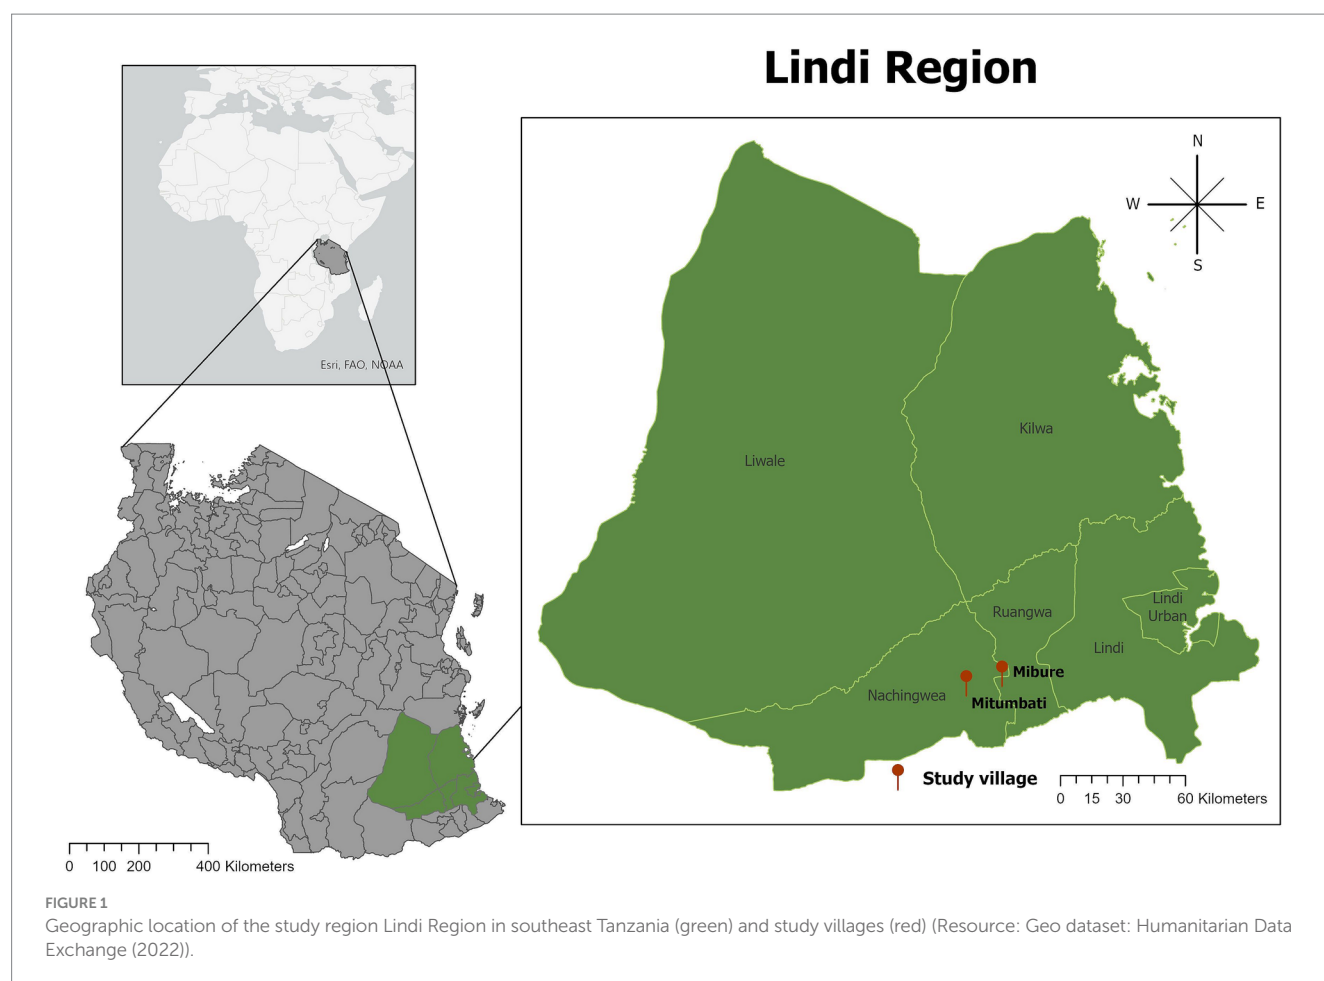 Lindi Region
Esri, FAO, NOAA
N
W E
S
Kilwa
Liwale
Ruangwa
Lindi
Urban
Lindi
Mibure
Nachingwea
Mitumbati
Study village
0 15 30 60 Kilometers
0 100 200 400 Kilometers
FIGURE 1
Geographic location of the study region Lindi Region in southeast Tanzania (green) and study villages (red) (Resource: Geo dataset: Humanitarian Data
Exchange (2022)).